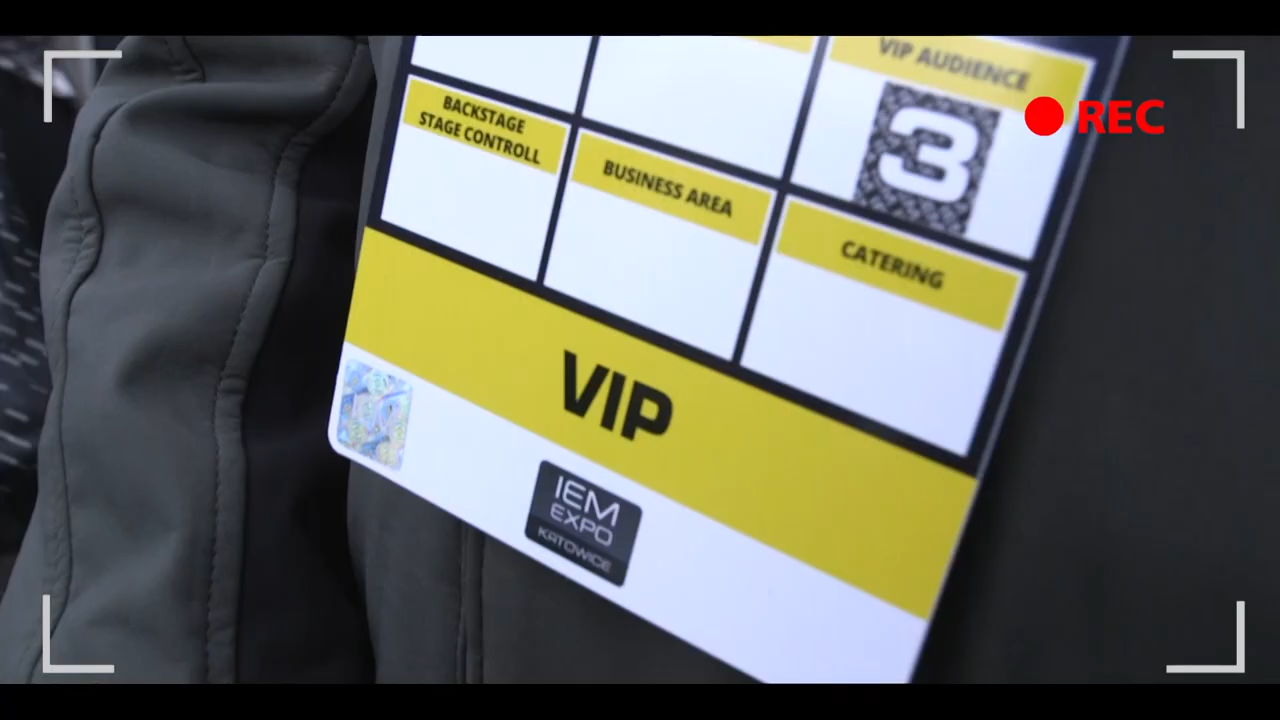 VIP AUDIENCE
3
REC
BACKSTAGE
STAGE CONTROLL
BUSINESS AREA
CATERING
VIP
IEM
EXPO
KATOWICE